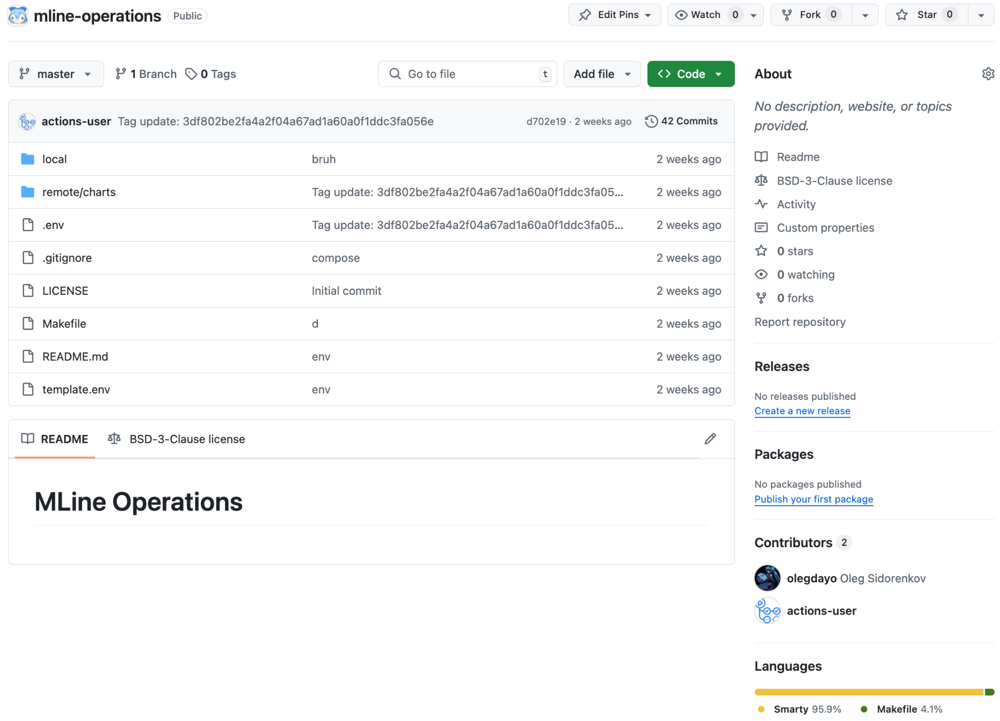 mline-operations Public Edit Pins Watch 0 Fork 0 Star 0
master 1 Branch 0 Tags Go to file t Add file Code
actions-user Tag update: 3df802be2fa4a2f04a67ad1a60a0f1ddc3fa056e d702e19 · 2 weeks ago 42 Commits
local bruh 2 weeks ago
remote/charts Tag update: 3df802be2fa4a2f04a67ad1a60a0f1ddc3fa05... 2 weeks ago
.env Tag update: 3df802be2fa4a2f04a67ad1a60a0f1ddc3fa05... 2 weeks ago
.gitignore compose 2 weeks ago
LICENSE Initial commit 2 weeks ago
Makefile d 2 weeks ago
README.md env 2 weeks ago
template.env env 2 weeks ago
README BSD-3-Clause license
MLine Operations
About
No description, website, or topics
provided.
Readme
BSD-3-Clause license
Activity
Custom properties
0 stars
0 watching
0 forks
Report repository
Releases
No releases published
Create a new release
Packages
No packages published
Publish your first package
Contributors 2
olegdayo Oleg Sidorenkov
actions-user
Languages
Smarty 95.9% Makefile 4.1%